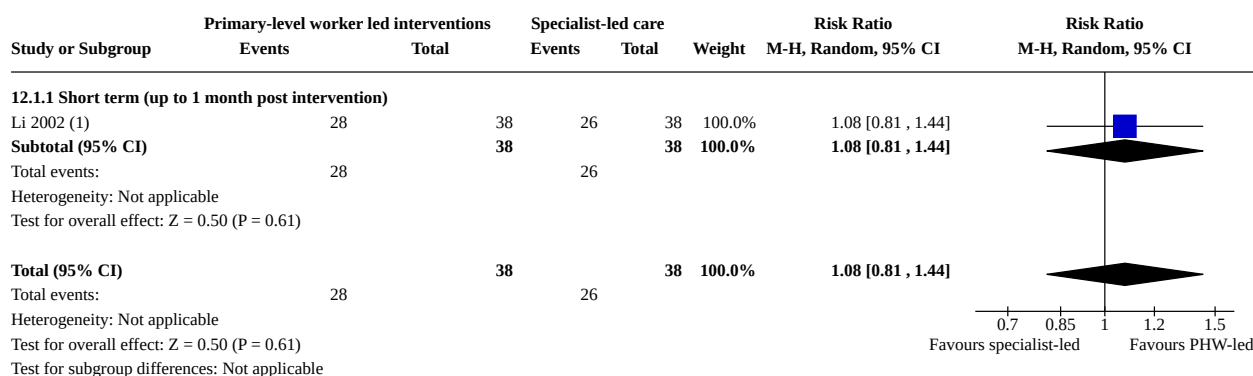 Primary-level worker led interventions Specialist-led care Risk Ratio Risk Ratio
Study or Subgroup Events Total Events Total Weight M-H, Random, 95% CI M-H, Random, 95% CI
12.1.1 Short term (up to 1 month post intervention)
Li 2002 (1) 28 38 26 38 100.0% 1.08 [0.81 , 1.44]
Subtotal (95% CI) 38 38 100.0% 1.08 [0.81 , 1.44]
Total events: 28 26
Heterogeneity: Not applicable
Test for overall effect: Z = 0.50 (P = 0.61)
Total (95% CI) 38 38 100.0% 1.08 [0.81 , 1.44]
Total events: 28 26
Heterogeneity: Not applicable
0.7 0.85 1 1.2 1.5
Test for overall effect: Z = 0.50 (P = 0.61) Favours specialist-led Favours PHW-led
Test for subgroup differences: Not applicable